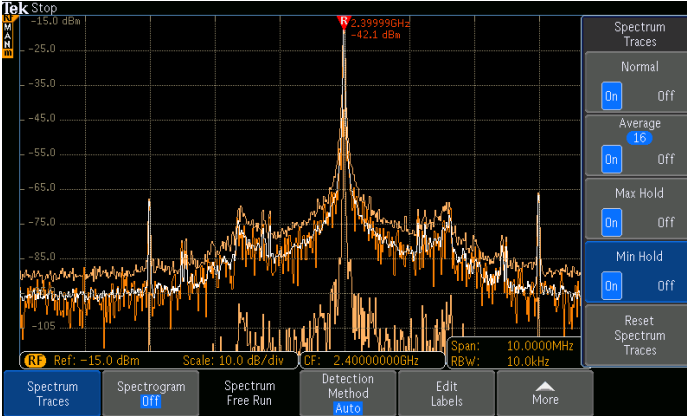 Tek Stop
N
M
A
M
m
-15.0 dBm
-25.0
-35.0
-45.0
-55.0
-65.0
-75.0
-85.0
-95.0
-105
R
2.39999GHz
-42.1 dBm
RF Ref: -15.0 dBm Scale: 10.0 dB/div
CF: 2.40000000GHz
Span: 10.0000MHz
RBW: 10.0kHz
Spectrum
Traces
Normal
On Off
Average
16
On Off
Max Hold
On Off
Min Hold
On Off
Reset
Spectrum
Traces
Spectrum
Traces
Spectrogram
Off
Spectrum
Free Run
Detection
Method
Auto
Edit
Labels
More